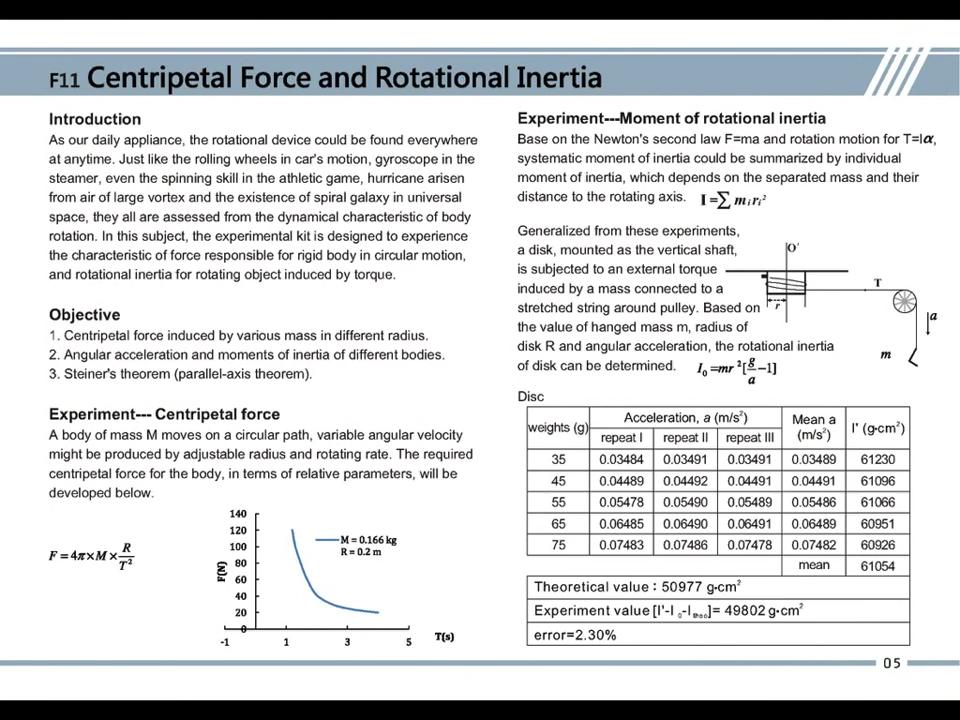 F11 Centripetal Force and Rotational Inertia
Introduction
As our daily appliance, the rotational device could be found everywhere
at anytime. Just like the rolling wheels in car's motion, gyroscope in the
steamer, even the spinning skill in the athletic game, hurricane arisen
from air of large vortex and the existence of spiral galaxy in universal
space, they all are assessed from the dynamical characteristic of body
rotation. In this subject, the experimental kit is designed to experience
the characteristic of force responsible for rigid body in circular motion,
and rotational inertia for rotating object induced by torque.
Objective
1. Centripetal force induced by various mass in different radius.
2. Angular acceleration and moments of inertia of different bodies.
3. Steiner's theorem (parallel-axis theorem).
Experiment--- Centripetal force
A body of mass M moves on a circular path, variable angular velocity
might be produced by adjustable radius and rotating rate. The required
centripetal force for the body, in terms of relative parameters, will be
developed below.
F = 4π×M×R/T²
140
120
100
80
60
40
20
0
F(N)
-1 1 3 5 T(s)
M = 0.166 kg
R = 0.2 m
Experiment---Moment of rotational inertia
Base on the Newton's second law F=ma and rotation motion for T=Iα,
systematic moment of inertia could be summarized by individual
moment of inertia, which depends on the separated mass and their
distance to the rotating axis. I=∑ mᵢrᵢ²
Generalized from these experiments,
a disk, mounted as the vertical shaft,
is subjected to an external torque
induced by a mass connected to a
stretched string around pulley. Based on
the value of hanged mass m, radius of
disk R and angular acceleration, the rotational inertia
of disk can be determined. I₀=mr²[g/a−1]
O'
T
r
a
m
Disc
weights (g) Acceleration, a (m/s²) Mean a (m/s²) I' (g•cm²)
repeat I repeat II repeat III
35 0.03484 0.03491 0.03491 0.03489 61230
45 0.04489 0.04492 0.04491 0.04491 61096
55 0.05478 0.05490 0.05489 0.05486 61066
65 0.06485 0.06490 0.06491 0.06489 60951
75 0.07483 0.07486 0.07478 0.07482 60926
mean 61054
Theoretical value : 50977 g•cm²
Experiment value [I'-I ₀-I]= 49802 g•cm²
error=2.30%
05